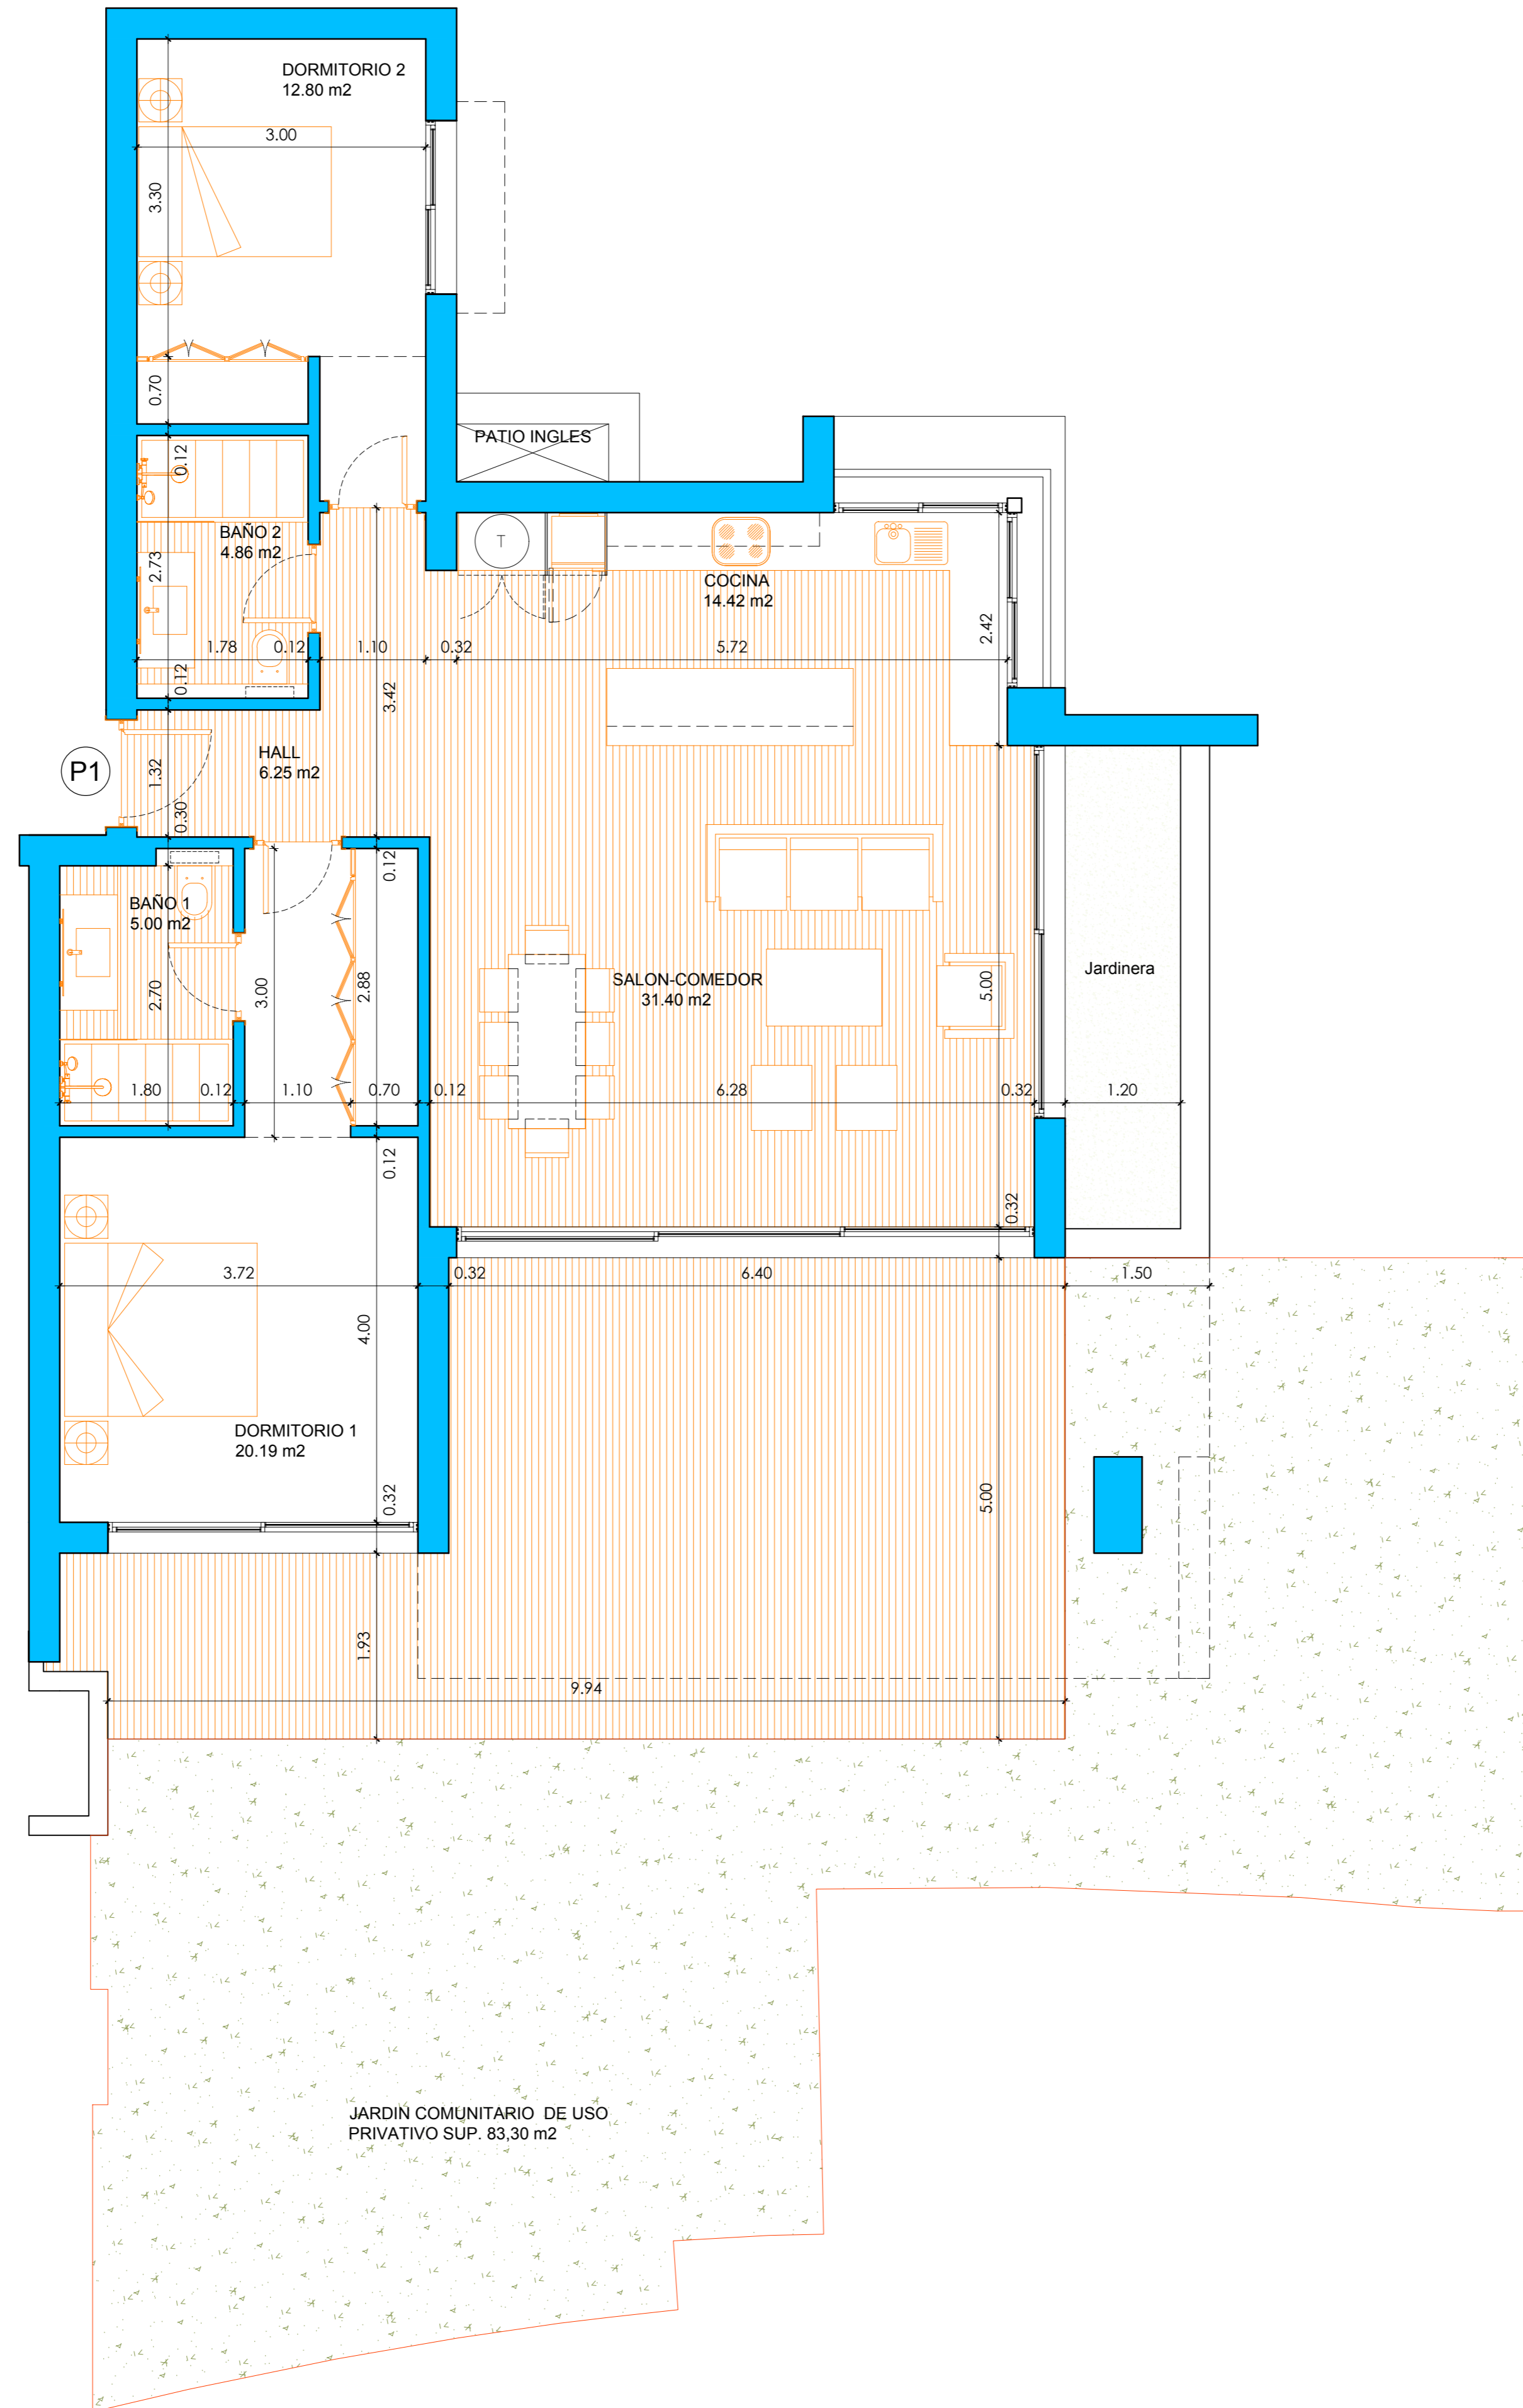 DORMITORIO 2
12.80 m2
3.00
3.30
0.70
PATIO INGLES
0.12
BAÑO 2
4.86 m2
T
COCINA
14.42 m2
2.73
2.42
1.78
0.12
1.10
0.32
5.72
0.12
3.42
HALL
6.25 m2
P1
1.32
0.30
0.12
BAÑO 1
5.00 m2
SALON-COMEDOR
31.40 m2
Jardinera
2.70
3.00
2.88
5.00
1.80
0.12
1.10
0.70
0.12
6.28
0.32
1.20
0.12
0.32
3.72
0.32
6.40
1.50
4.00
DORMITORIO 1
20.19 m2
0.32
5.00
1.93
9.94
JARDIN COMUNITARIO DE USO
PRIVATIVO SUP. 83,30 m2